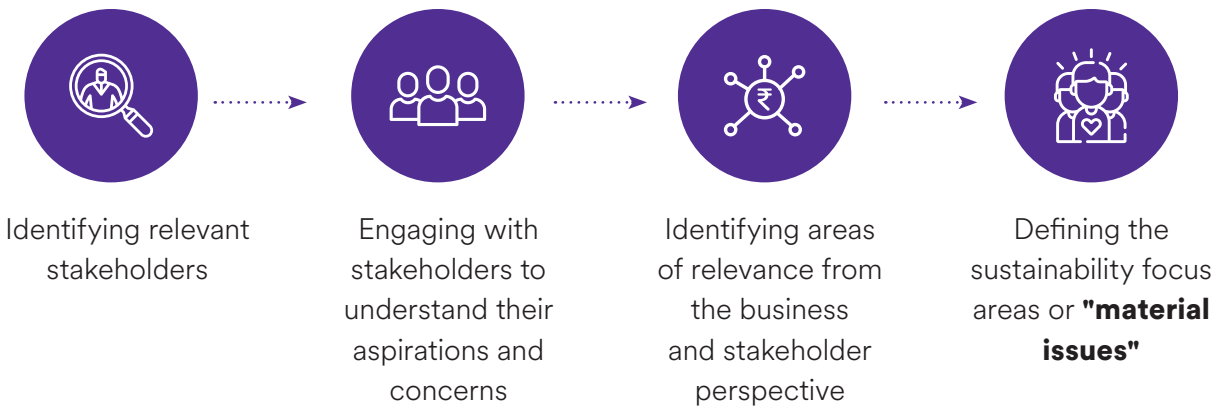 ₹
Identifying relevant
stakeholders
Engaging with
stakeholders to
understand their
aspirations and
concerns
Identifying areas
of relevance from
the business
and stakeholder
perspective
Defining the
sustainability focus
areas or "material
issues"